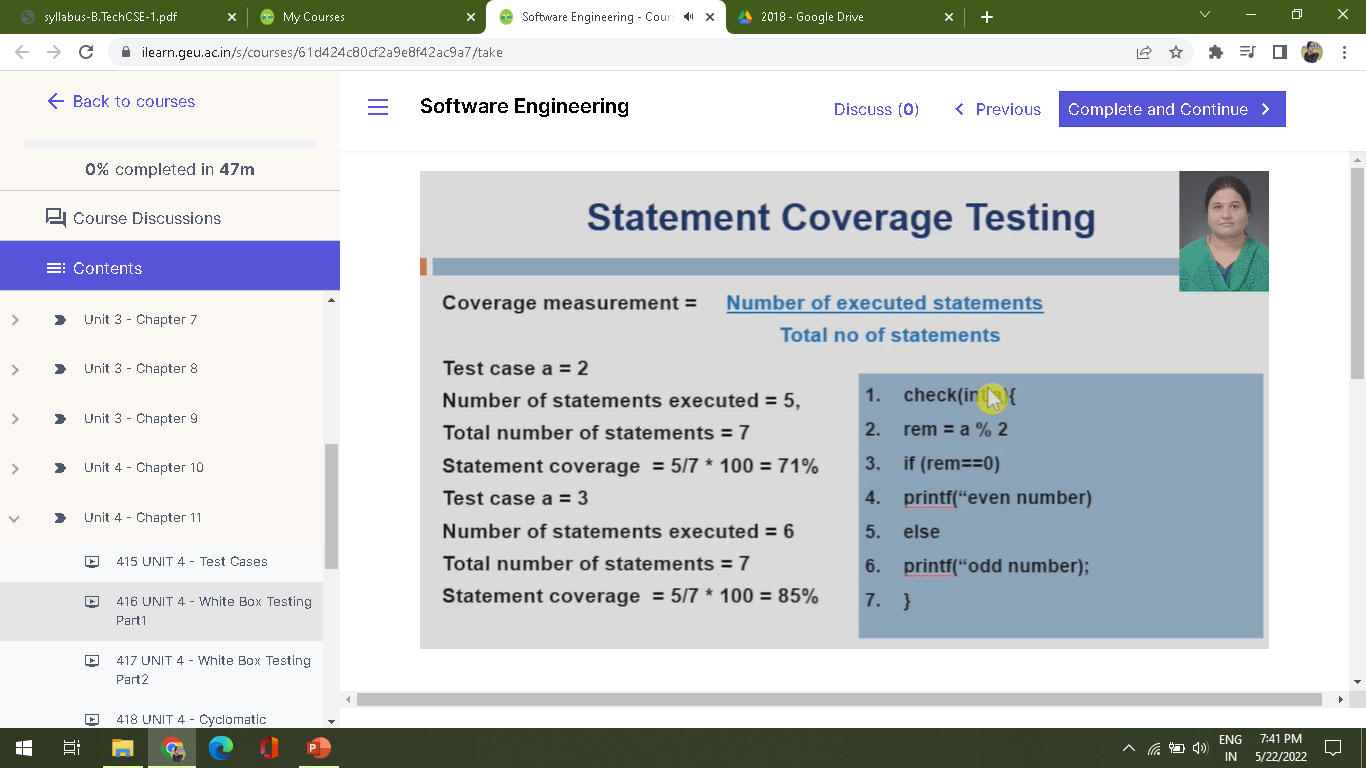 syllabus-B.TechCSE-1.pdf
My Courses
Software Engineering - Cour
2018 - Google Drive
ilearn.geu.ac.in/s/courses/61d424c80cf2a9e8f42ac9a7/take
Back to courses
0% completed in 47m
Course Discussions
Contents
Unit 3 - Chapter 7
Unit 3 - Chapter 8
Unit 3 - Chapter 9
Unit 4 - Chapter 10
Unit 4 - Chapter 11
415 UNIT 4 - Test Cases
416 UNIT 4 - White Box Testing
Part1
417 UNIT 4 - White Box Testing
Part2
418 UNIT 4 - Cyclomatic
Software Engineering
Discuss (0)
Previous
Complete and Continue
Statement Coverage Testing
Coverage measurement = Number of executed statements
Total no of statements
Test case a = 2
Number of statements executed = 5,
Total number of statements = 7
Statement coverage = 5/7 * 100 = 71%
Test case a = 3
Number of statements executed = 6
Total number of statements = 7
Statement coverage = 5/7 * 100 = 85%
1. check(int a){
2. rem = a % 2
3. if (rem==0)
4. printf(“even number)
5. else
6. printf(“odd number);
7. }
ENG
IN
7:41 PM
5/22/2022